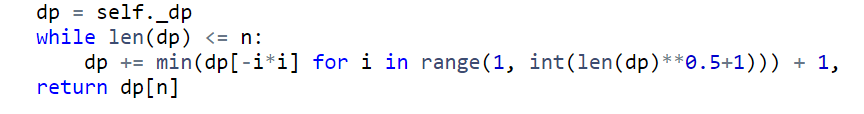 dp = self._dp
while len(dp) <= n:
    dp += min(dp[-i*i] for i in range(1, int(len(dp)**0.5+1))) + 1,
return dp[n]